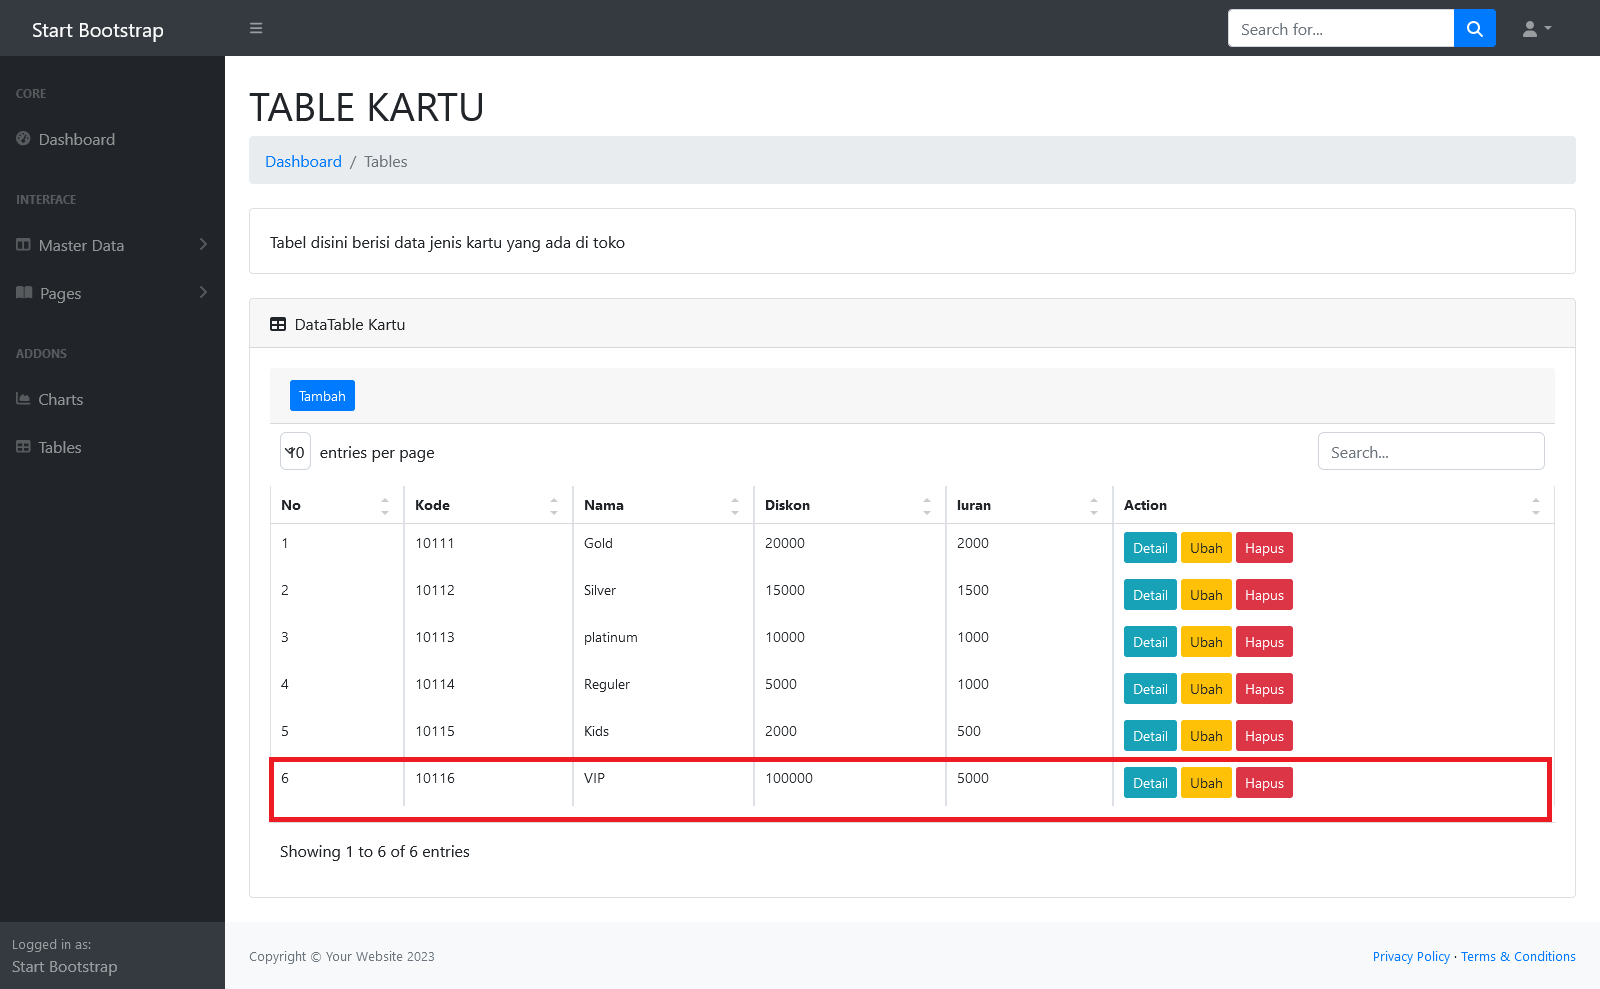 Start Bootstrap
Search for...
CORE
Dashboard
INTERFACE
Master Data
Pages
ADDONS
Charts
Tables
Logged in as:
Start Bootstrap
TABLE KARTU
Dashboard / Tables
Tabel disini berisi data jenis kartu yang ada di toko
DataTable Kartu
Tambah
10 entries per page
Search...
No Kode Nama Diskon Iuran Action
1 10111 Gold 20000 2000 Detail Ubah Hapus
2 10112 Silver 15000 1500 Detail Ubah Hapus
3 10113 platinum 10000 1000 Detail Ubah Hapus
4 10114 Reguler 5000 1000 Detail Ubah Hapus
5 10115 Kids 2000 500 Detail Ubah Hapus
6 10116 VIP 100000 5000 Detail Ubah Hapus
Showing 1 to 6 of 6 entries
Copyright © Your Website 2023
Privacy Policy · Terms & Conditions